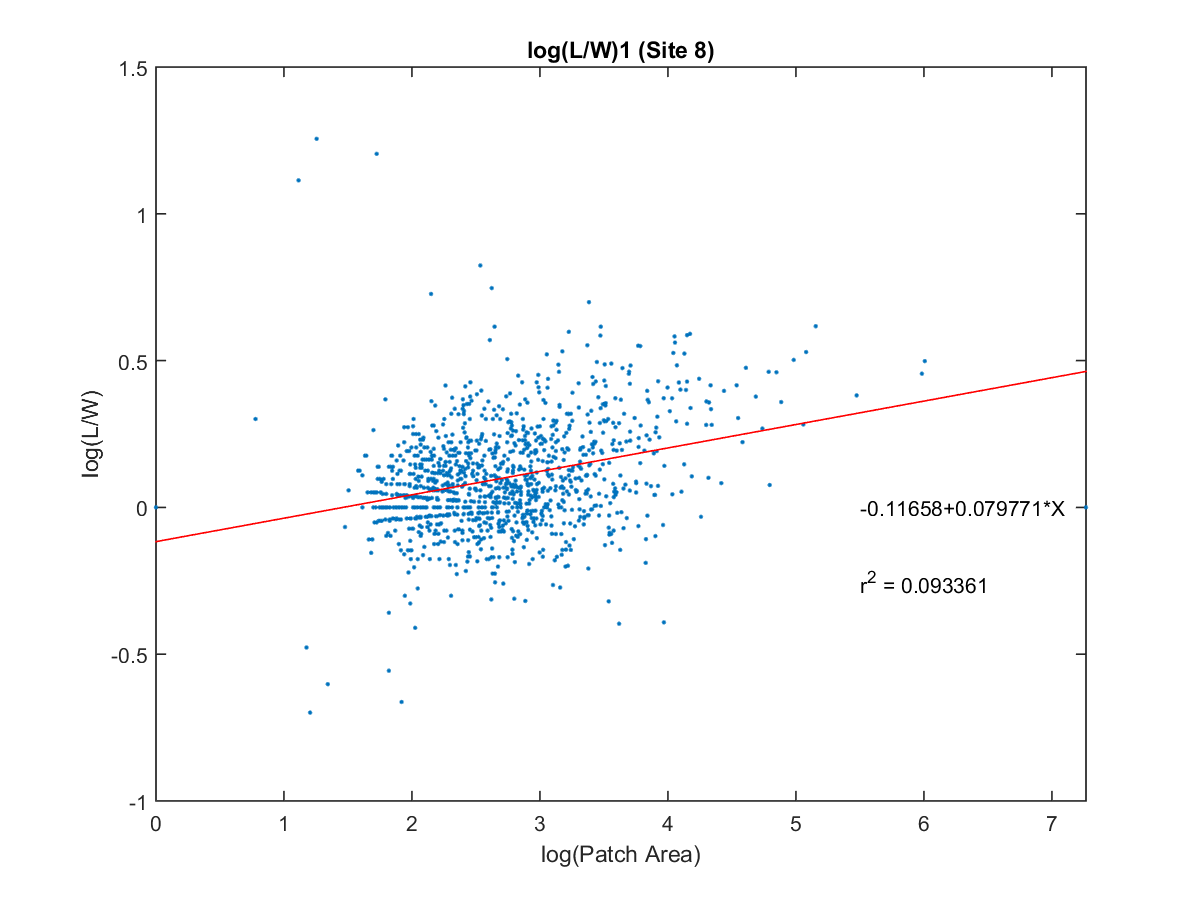 log(L/W)1 (Site 8)
1.5
1
0.5
0
-0.5
-1
log(L/W)
-0.11658+0.079771*X
r² = 0.093361
0 1 2 3 4 5 6 7
log(Patch Area)